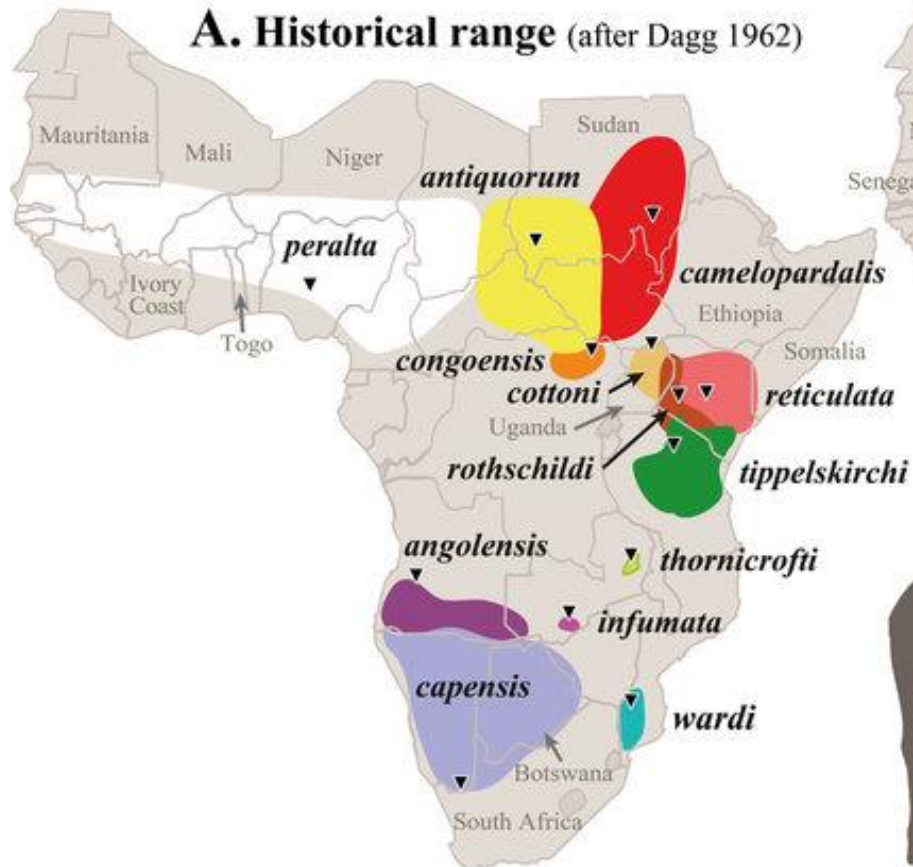 A. Historical range (after Dagg 1962)
Mauritania
Mali
Niger
Sudan
antiquorum
Senega
peralta
camelopardalis
Ivory
Coast
Togo
Ethiopia
Somalia
congoensis
cottoni
reticulata
Uganda
rothschildi
tippelskirchi
angolensis
thornicrofti
infumata
capensis
wardi
Botswana
South Africa